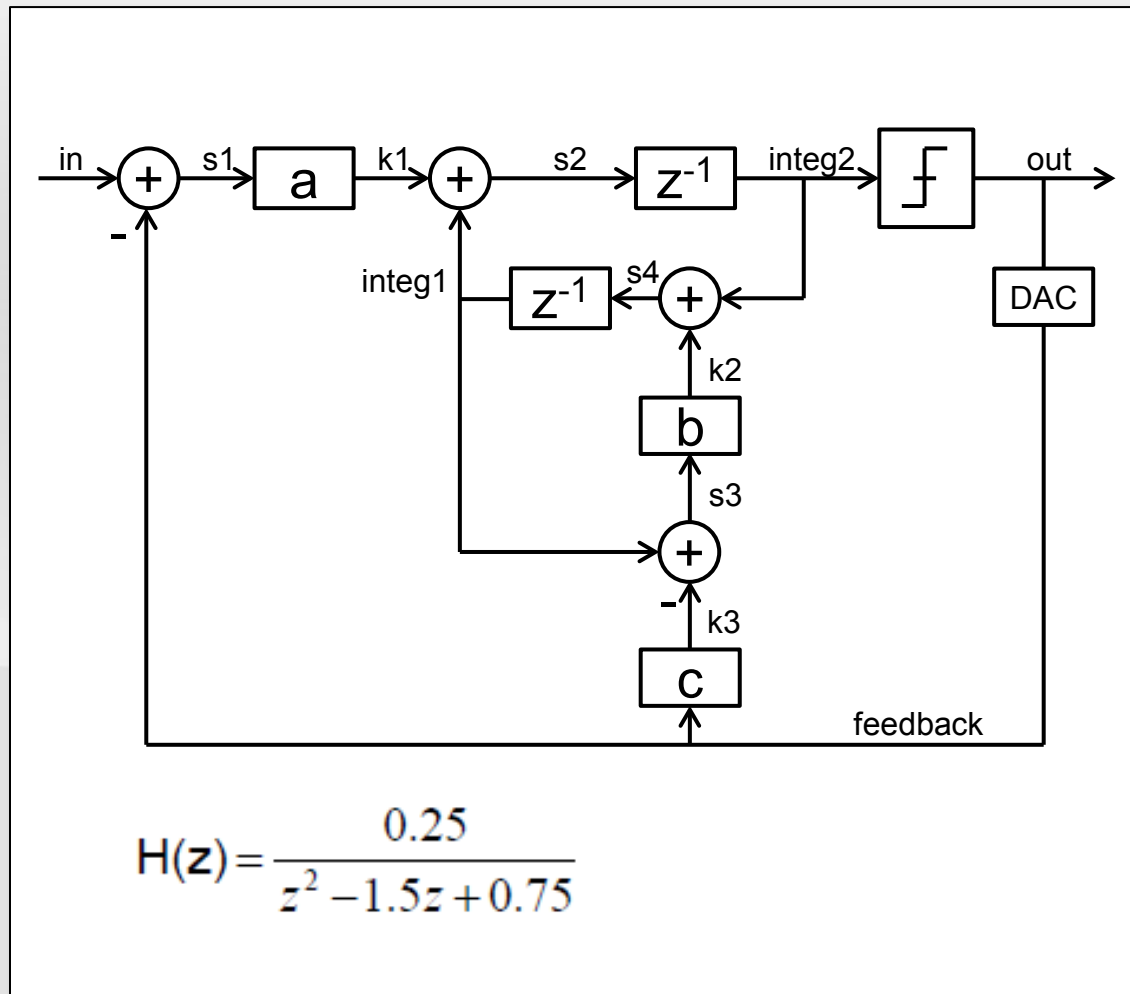 in
s1
a
k1
+
+
s2
z⁻¹
integ2
out
-
integ1
z⁻¹
s4
+
DAC
k2
b
s3
+
-
k3
c
feedback
H(z) = 0.25 / (z² − 1.5z + 0.75)